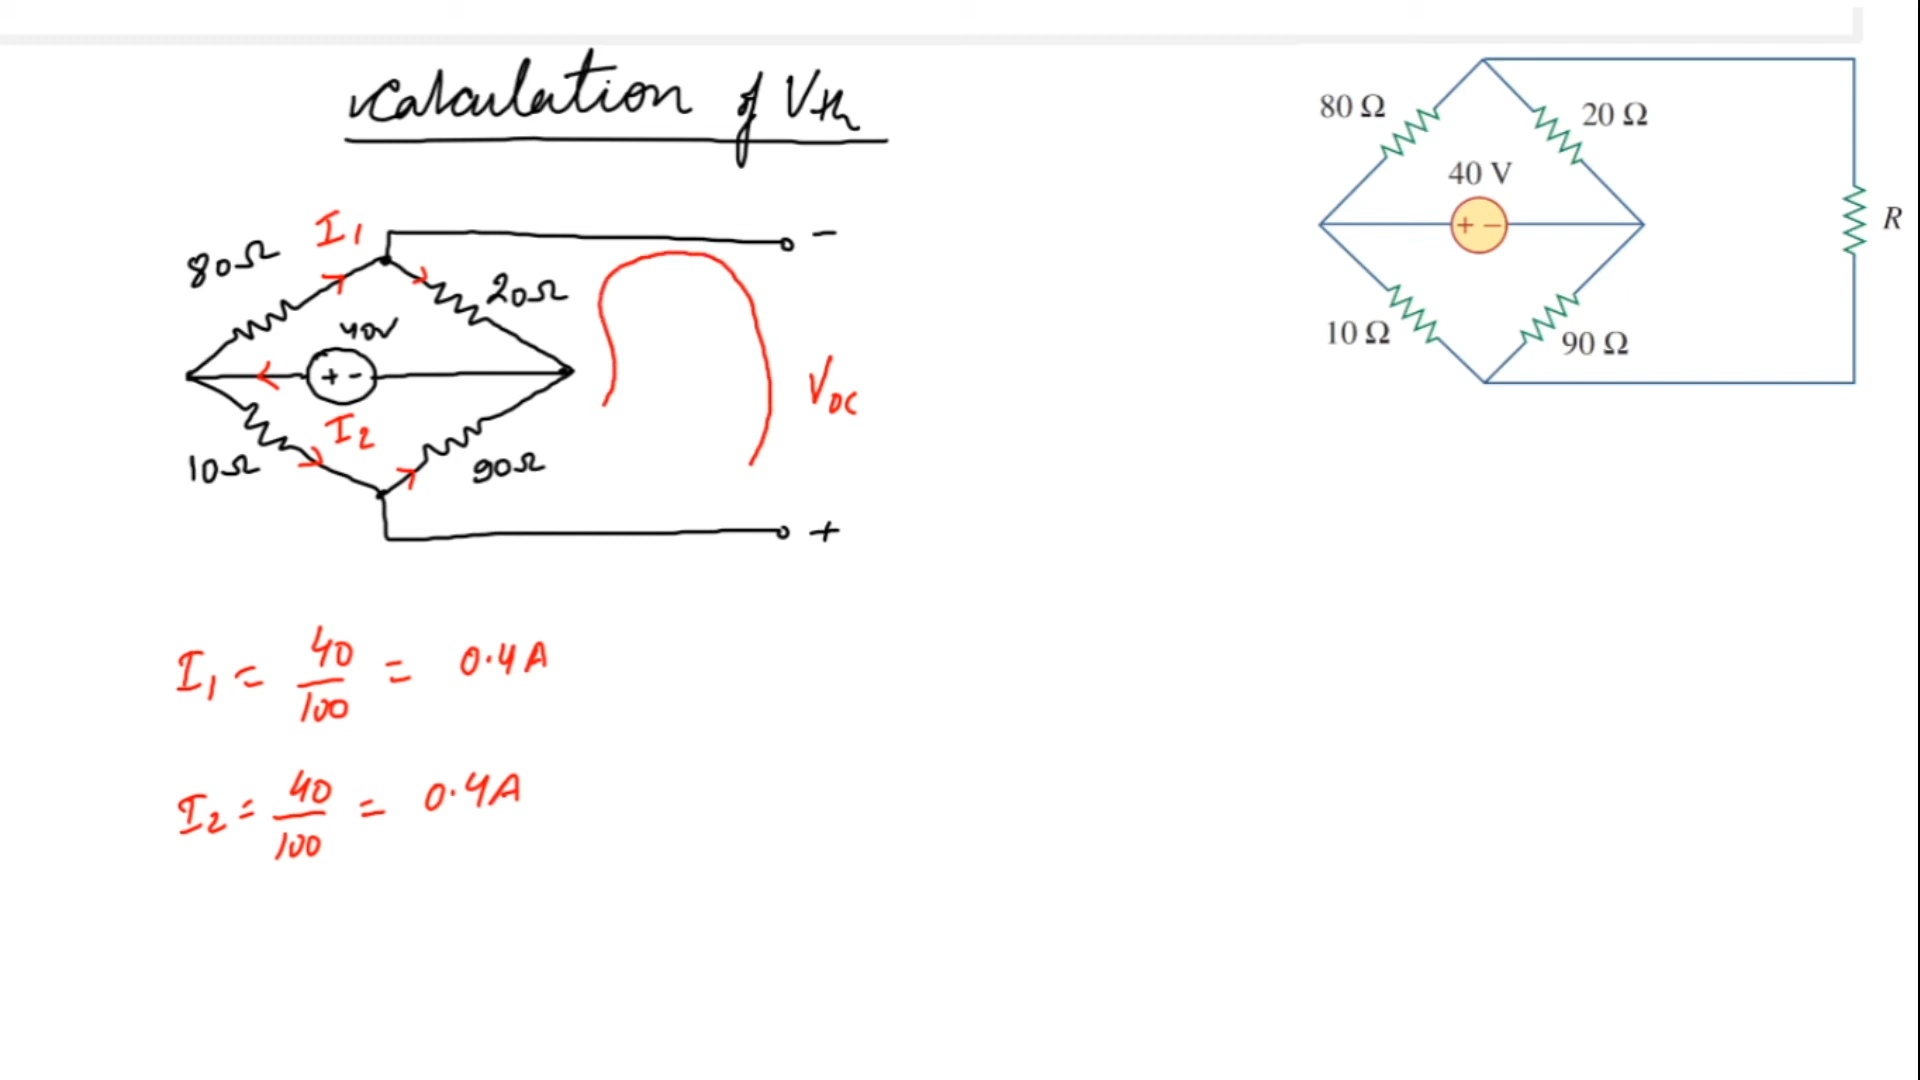 Calculation of Vth
I1
80Ω
20Ω
40V
+ -
I2
10Ω
90Ω
-
VOC
+
I1 = 40/100 = 0.4A
I2 = 40/100 = 0.4A
80 Ω
20 Ω
40 V
+ −
R
10 Ω
90 Ω